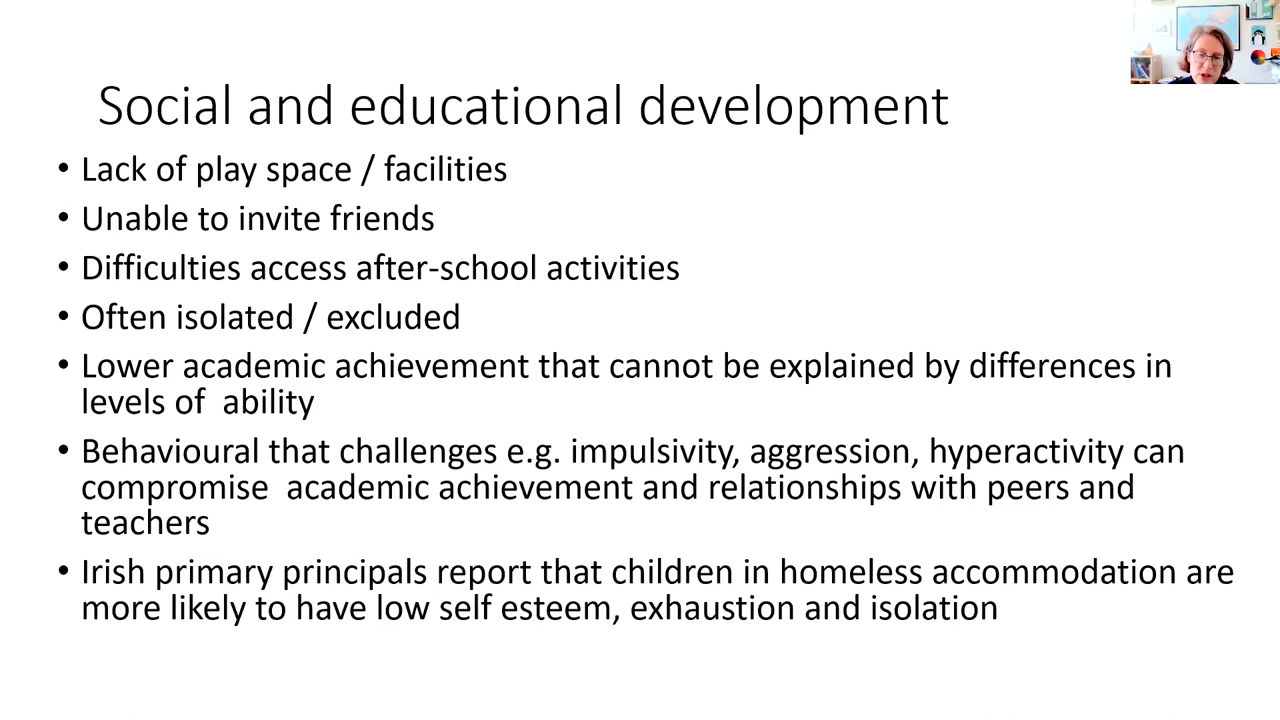 Social and educational development
• Lack of play space / facilities
• Unable to invite friends
• Difficulties access after-school activities
• Often isolated / excluded
• Lower academic achievement that cannot be explained by differences in
levels of  ability
• Behavioural that challenges e.g. impulsivity, aggression, hyperactivity can
compromise  academic achievement and relationships with peers and
teachers
• Irish primary principals report that children in homeless accommodation are
more likely to have low self esteem, exhaustion and isolation